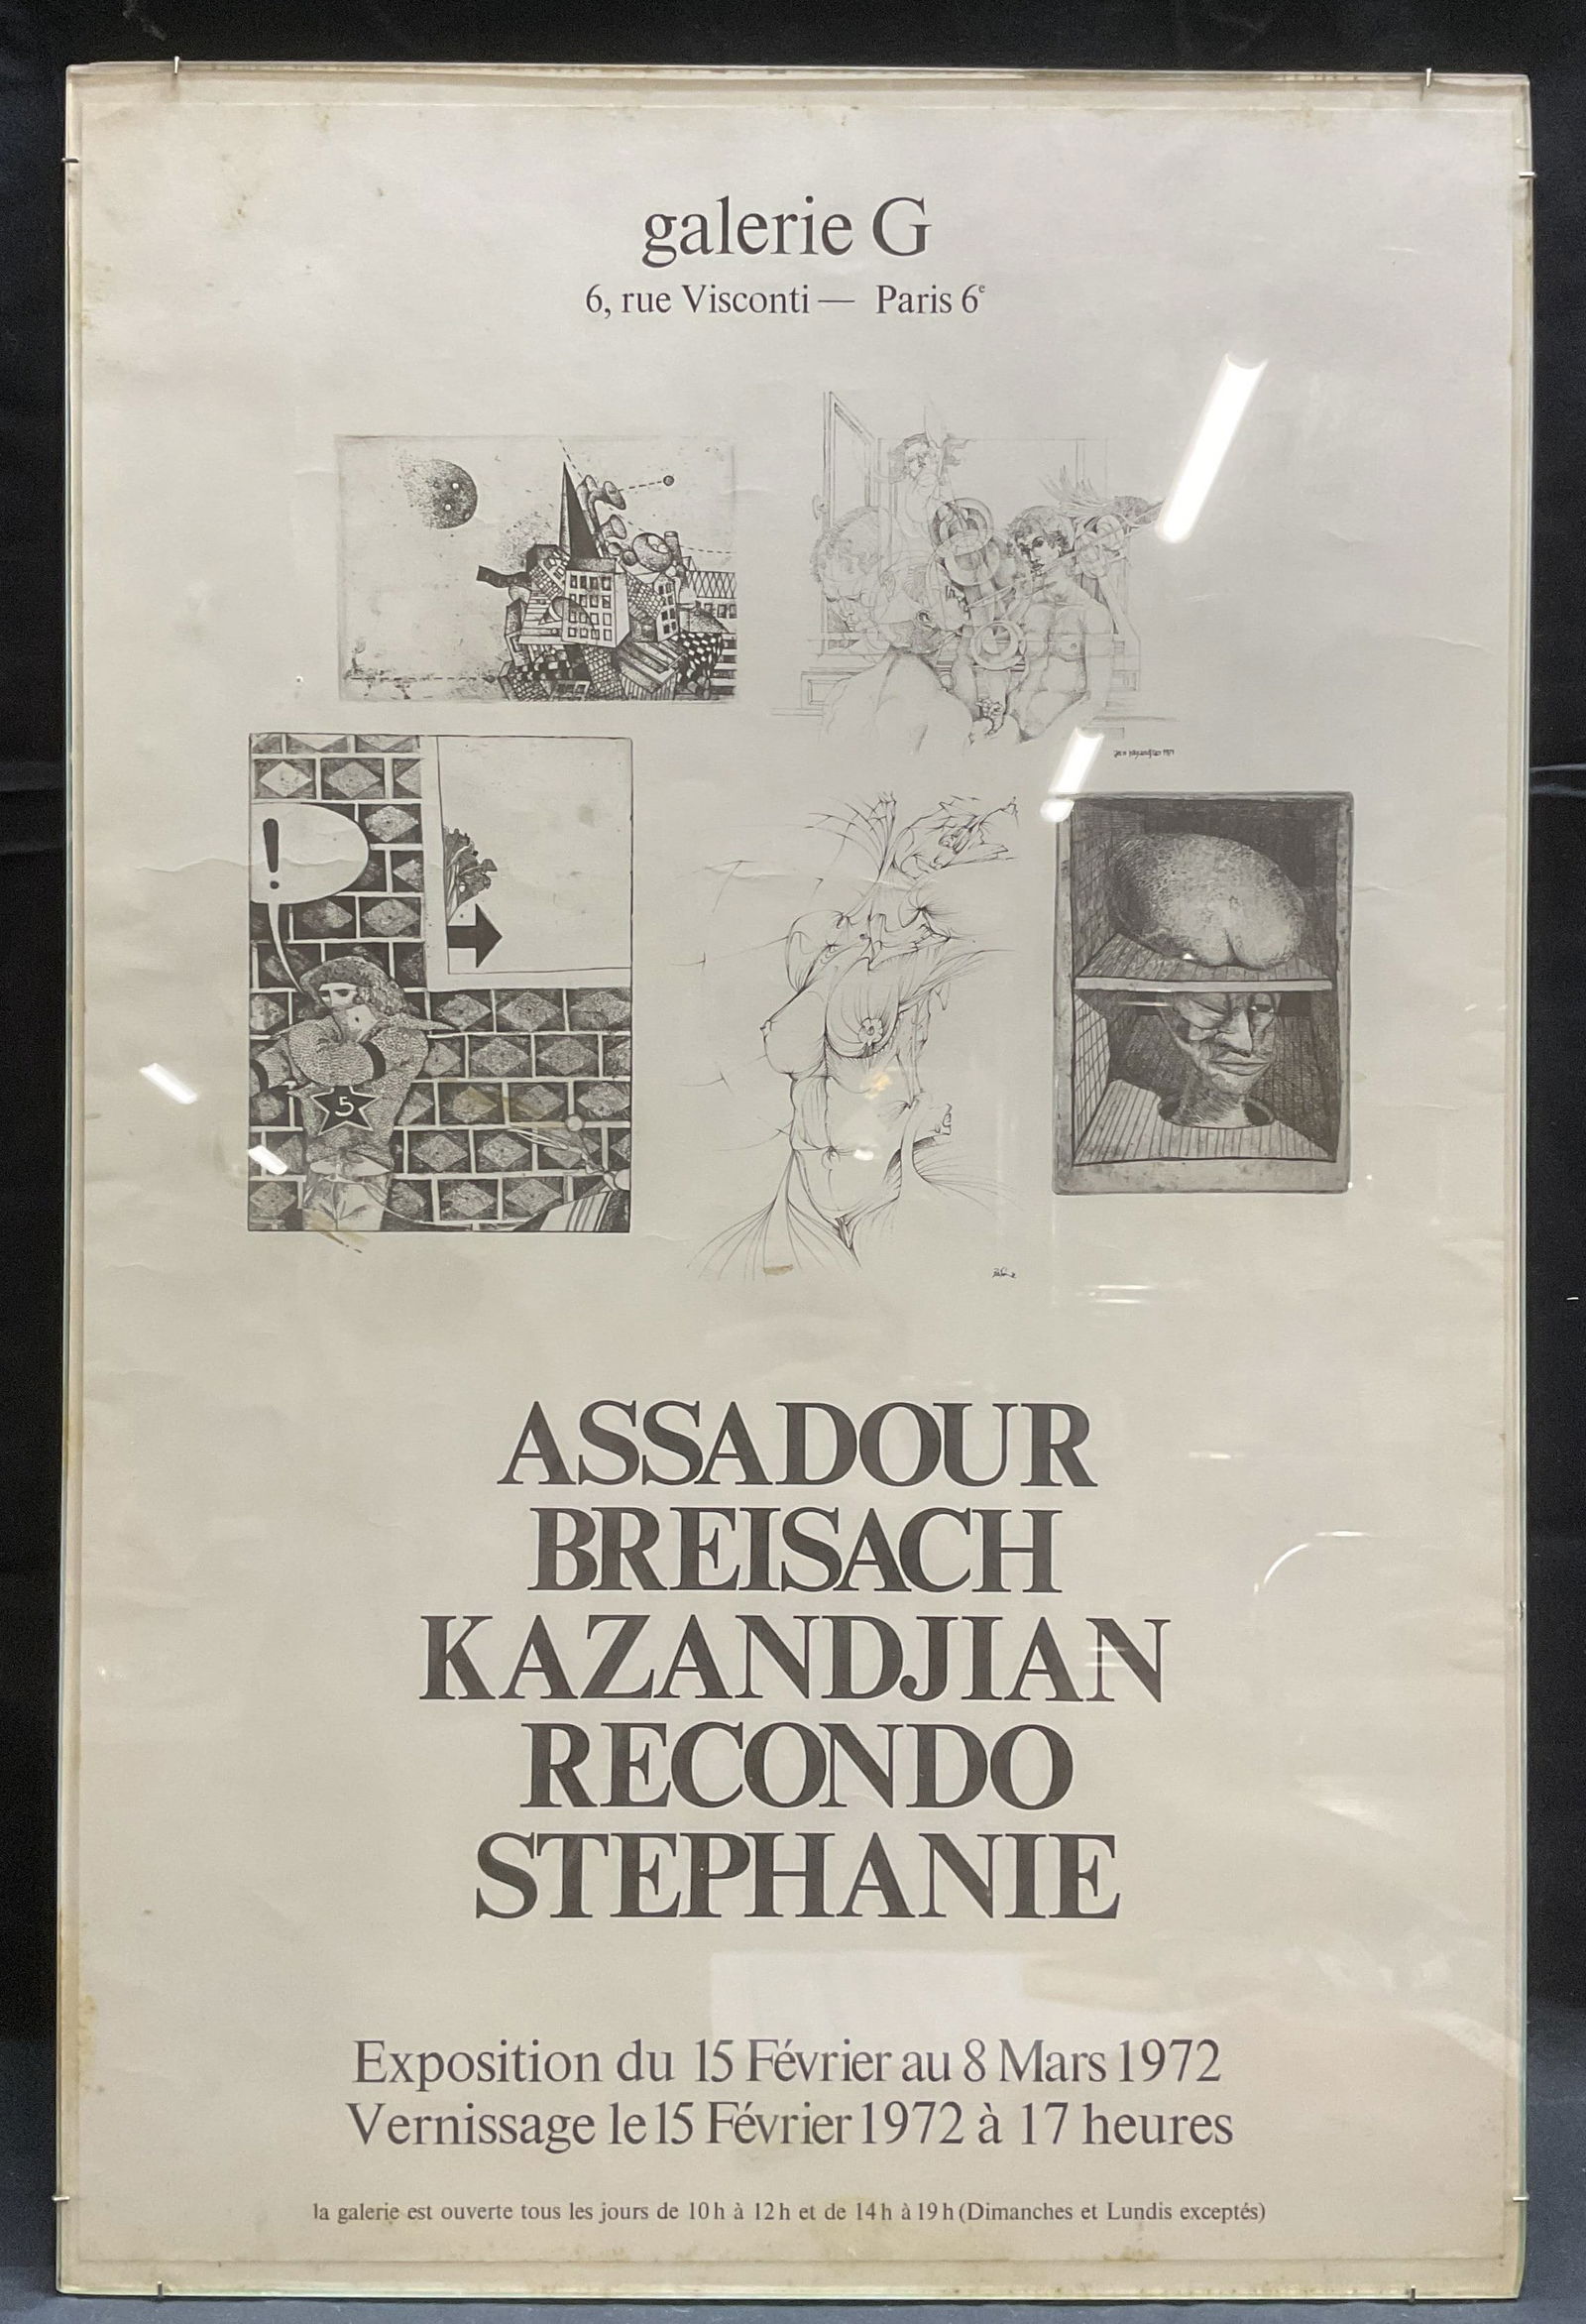 galerie G
6, rue Visconti — Paris 6e
!
5
ASSADOUR
BREISACH
KAZANDJIAN
RECONDO
STEPHANIE
Exposition du 15 Février au 8 Mars 1972
Vernissage le 15 Février 1972 à 17 heures
la galerie est ouverte tous les jours de 10 h à 12 h et de 14 h à 19 h (Dimanches et Lundis exceptés)